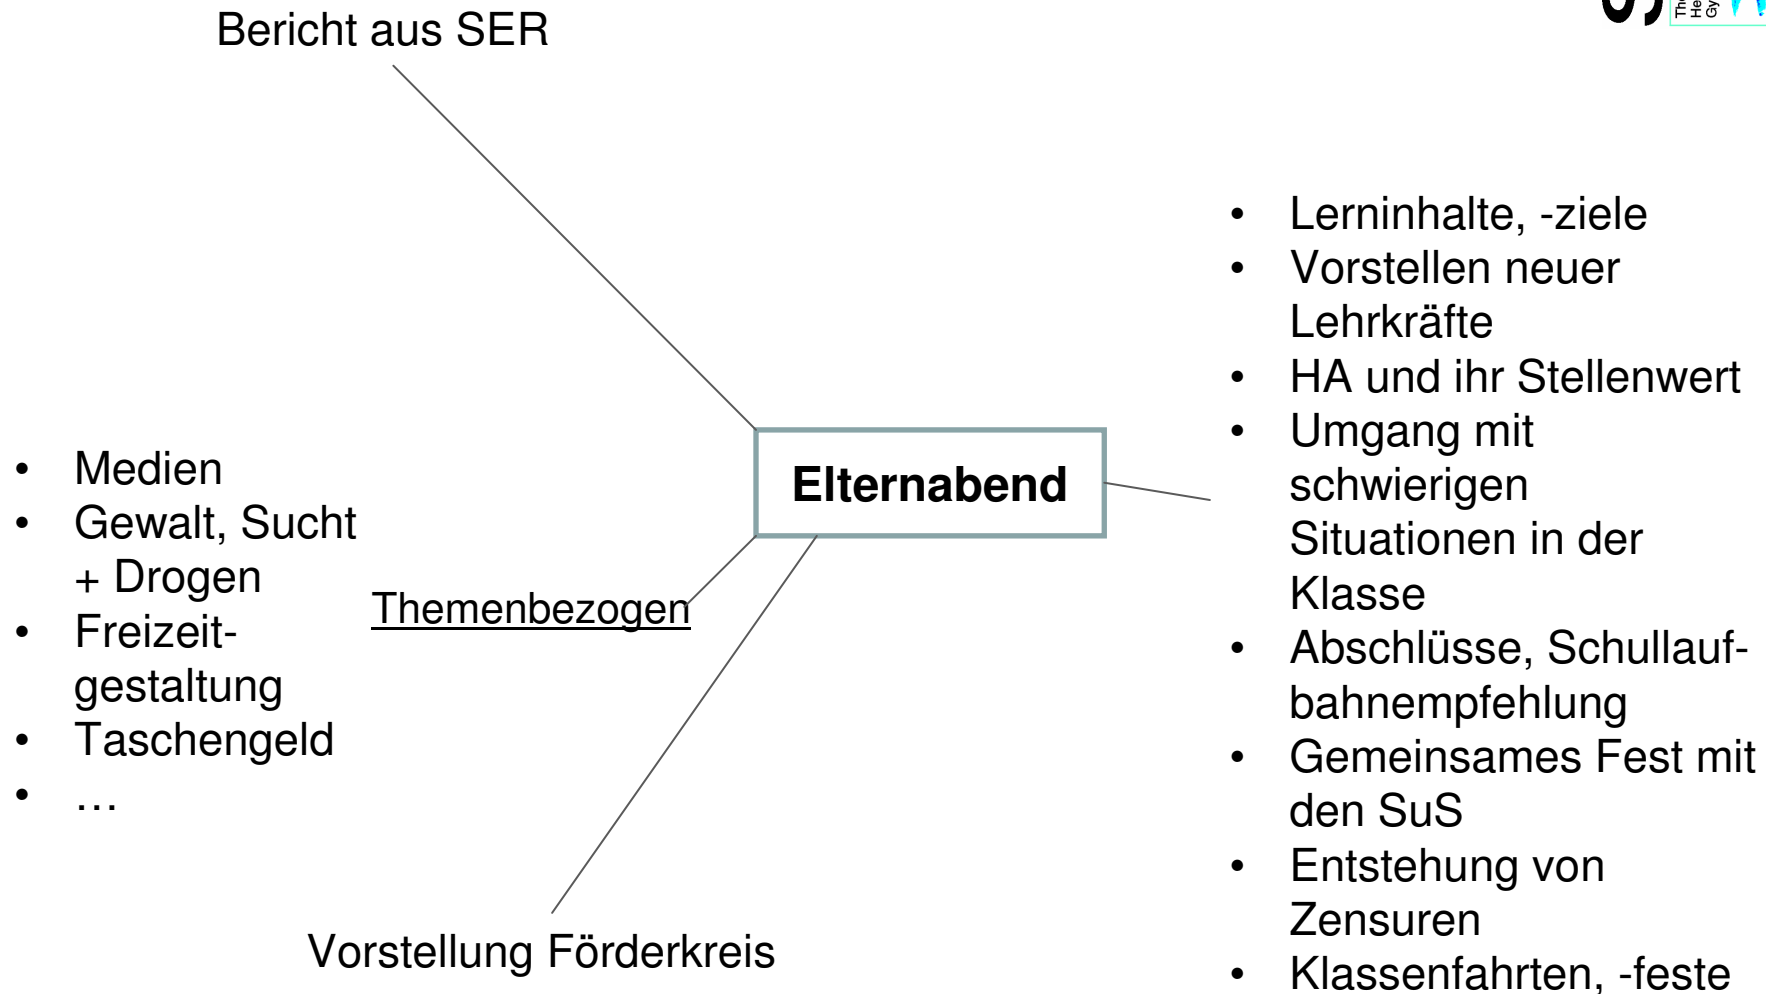 Bericht aus SER
• Lerninhalte, -ziele
• Vorstellen neuer
Lehrkräfte
• HA und ihr Stellenwert
• Umgang mit
schwierigen
Situationen in der
Klasse
• Abschlüsse, Schullauf-
bahnempfehlung
• Gemeinsames Fest mit
den SuS
• Entstehung von
Zensuren
• Klassenfahrten, -feste
Elternabend
• Medien
• Gewalt, Sucht
+ Drogen
• Freizeit-
gestaltung
• Taschengeld
• …
Themenbezogen
Vorstellung Förderkreis